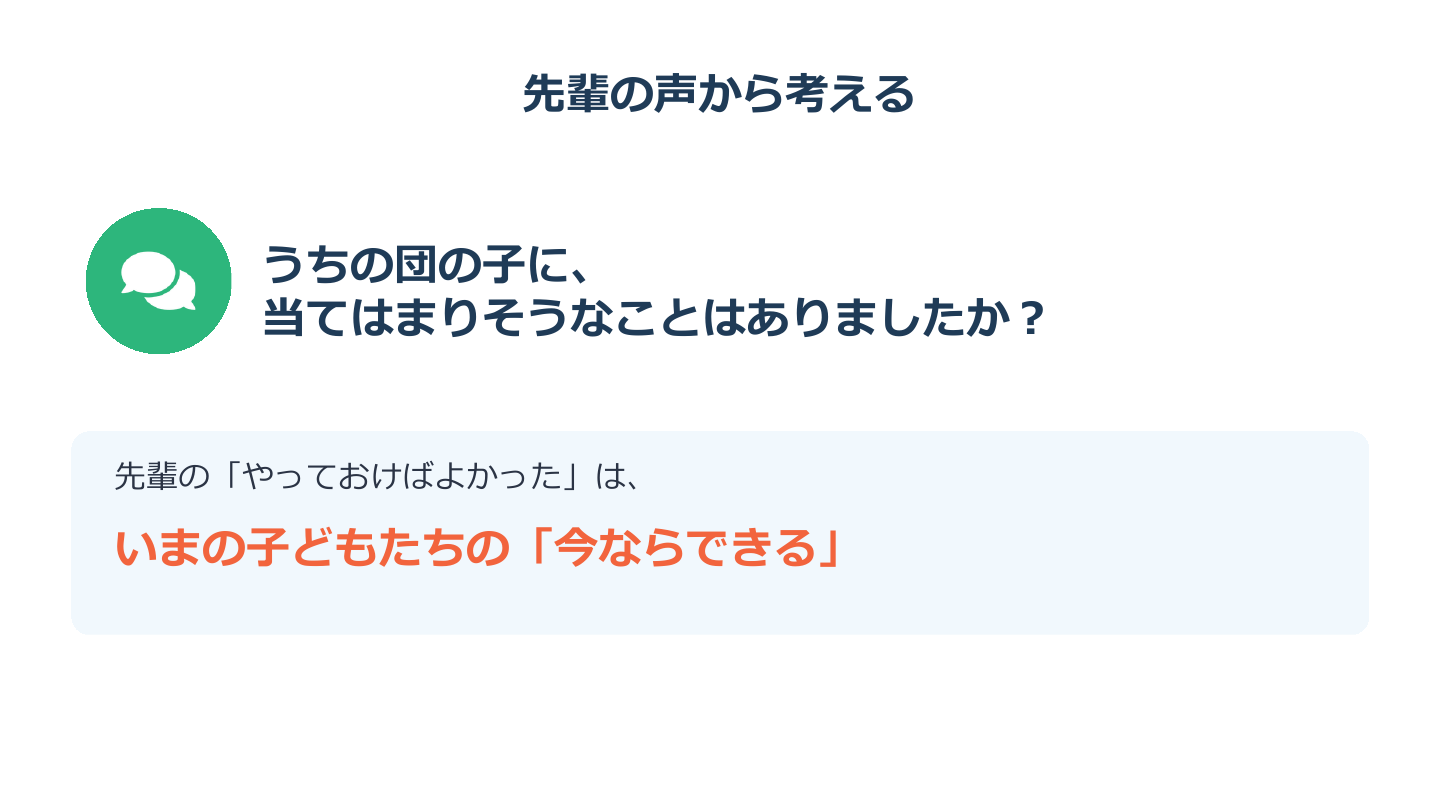 先輩の声から考える
うちの団の子に、
当てはまりそうなことはありましたか？
先輩の「やっておけばよかった」は、
いまの子どもたちの「今ならできる」